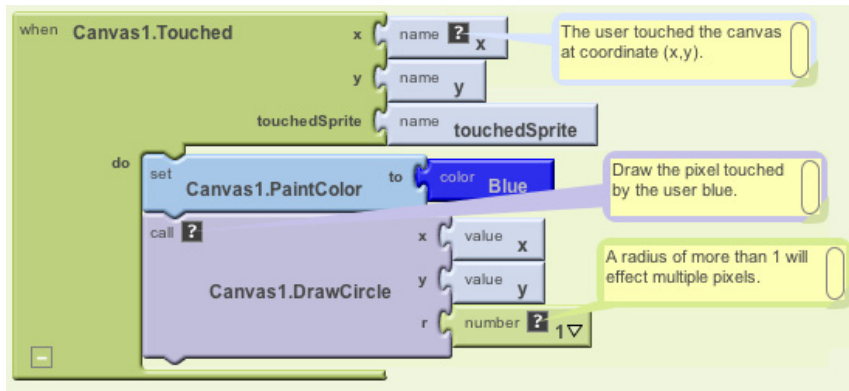 when Canvas1.Touched x name ? x
The user touched the canvas
at coordinate (x,y).
y name y
touchedSprite name touchedSprite
do set Canvas1.PaintColor to color Blue
Draw the pixel touched
by the user blue.
call ? Canvas1.DrawCircle
x value x
y value y
r number ? 1
A radius of more than 1 will
effect multiple pixels.